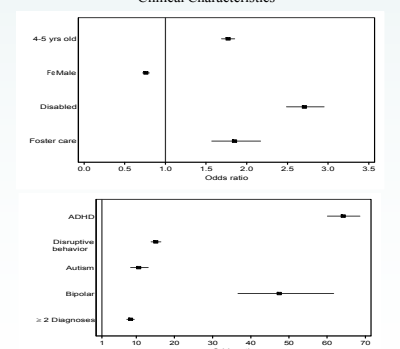 Clinical Characteristics
4-5 yrs old
FeMale
Disabled
Foster care
0.0 0.5 1.0 1.5 2.0 2.5 3.0 3.5
Odds ratio
ADHD
Disruptive
behavior
Autism
Bipolar
≥ 2 Diagnoses
1 10 20 30 40 50 60 70